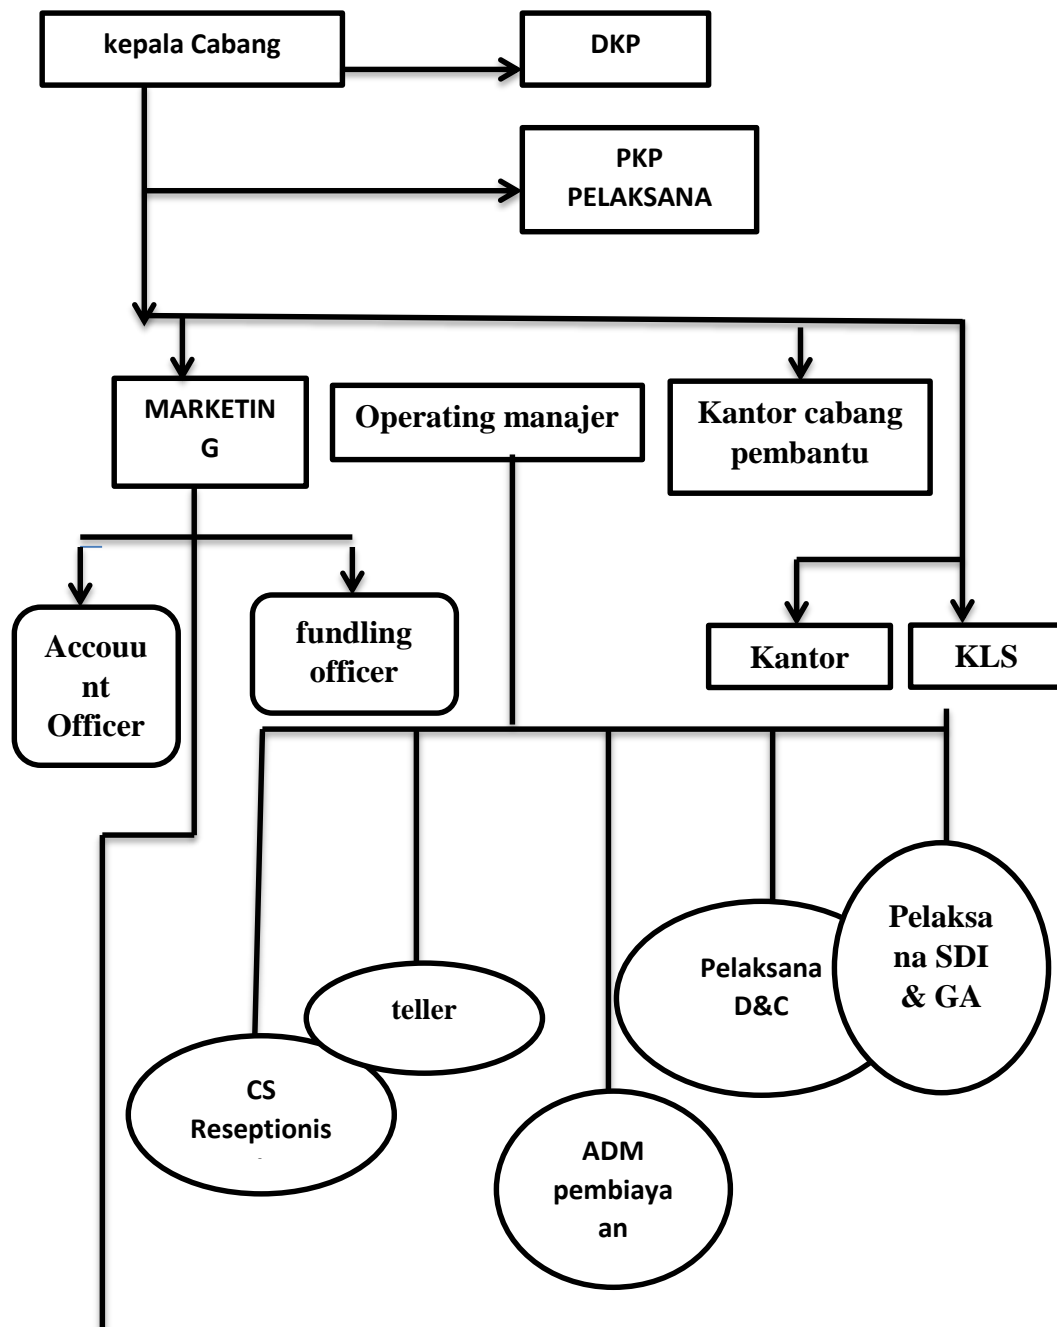 kepala Cabang
DKP
PKP
PELAKSANA
MARKETIN
G
Operating manajer
Kantor cabang
pembantu
Accouu
nt
Officer
fundling
officer
Kantor
KLS
CS
Reseptionis
teller
ADM
pembiaya
an
Pelaksana
D&C
Pelaksa
na SDI
& GA